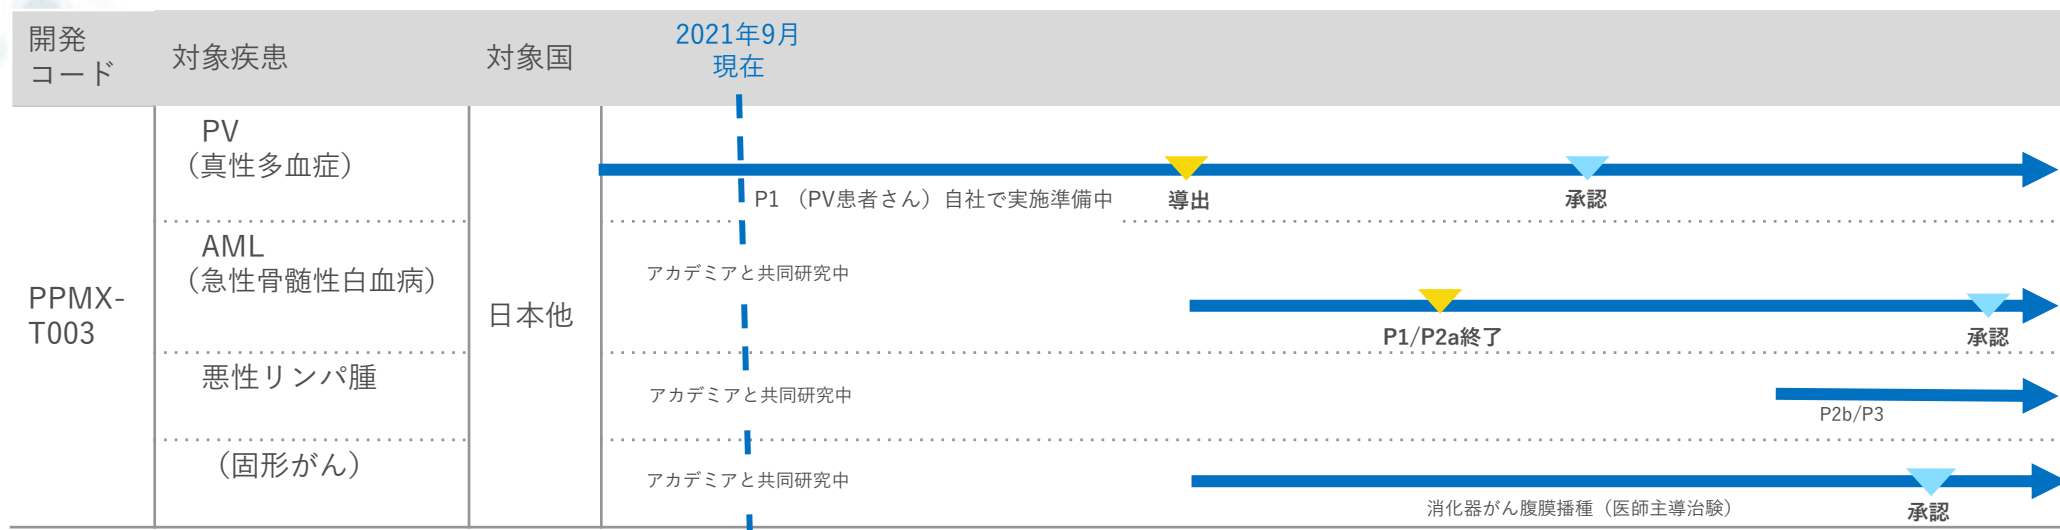 開発
コード
対象疾患
対象国
2021年9月
現在
PPMX-
T003
日本他
PV
（真性多血症）
P1 （PV患者さん）自社で実施準備中
導出
承認
AML
（急性骨髄性白血病）
アカデミアと共同研究中
P1/P2a終了
承認
悪性リンパ腫
アカデミアと共同研究中
P2b/P3
（固形がん）
アカデミアと共同研究中
消化器がん腹膜播種（医師主導治験）
承認